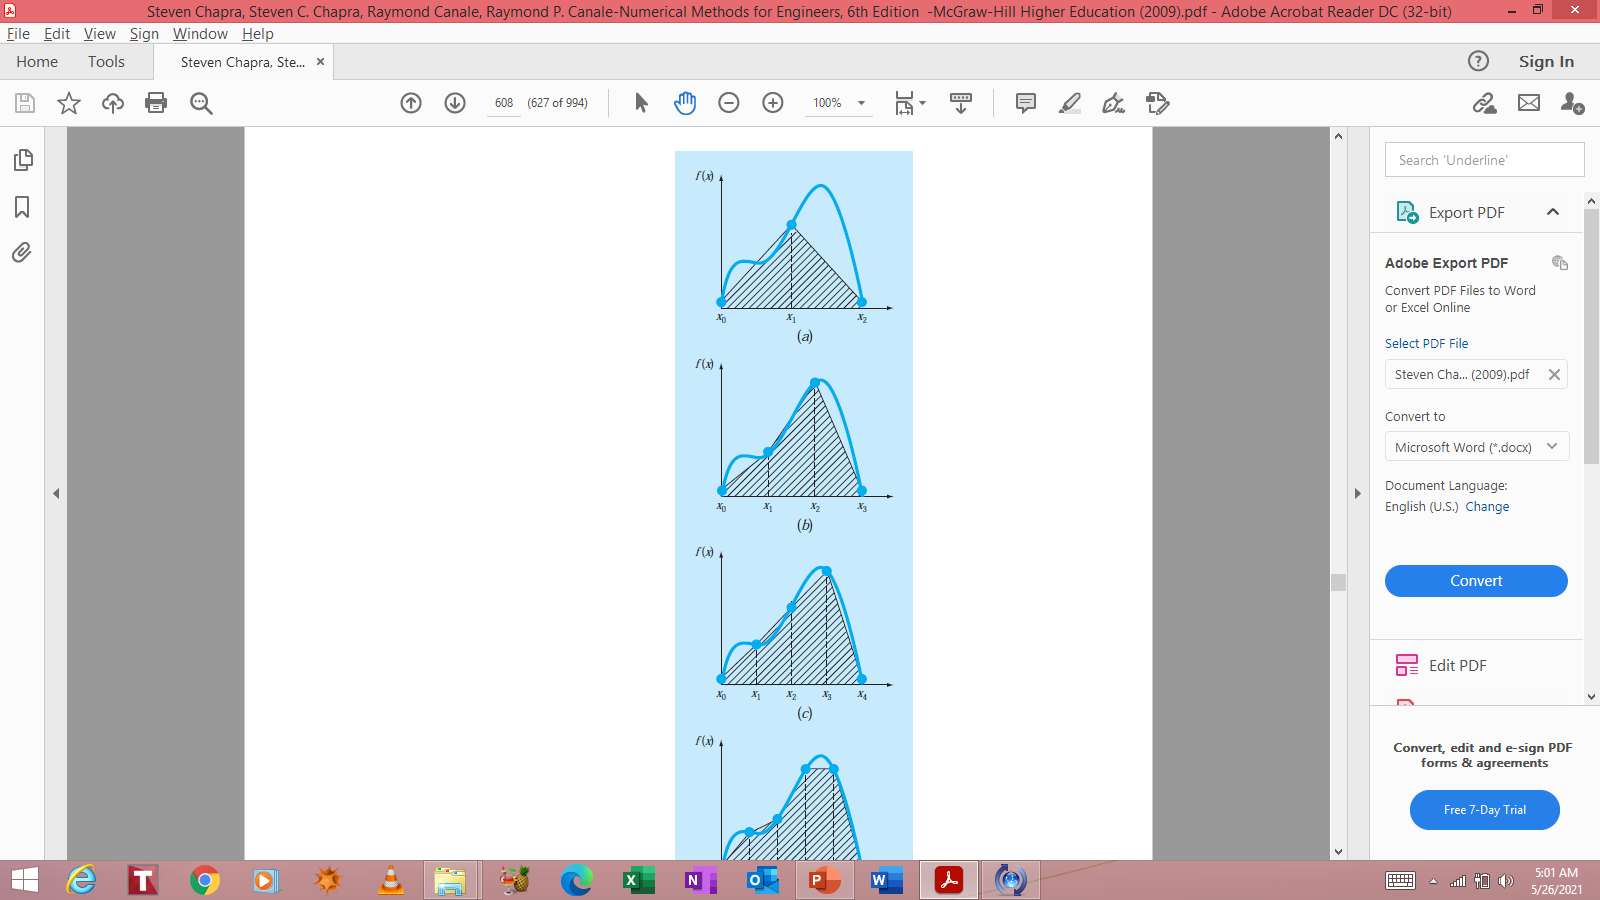 Steven Chapra, Steven C. Chapra, Raymond Canale, Raymond P. Canale-Numerical Methods for Engineers, 6th Edition -McGraw-Hill Higher Education (2009).pdf - Adobe Acrobat Reader DC (32-bit)
File Edit View Sign Window Help
Home Tools Steven Chapra, Ste... × Sign In
608 (627 of 994) 100%
f(x)
x0 x1 x2
(a)
f(x)
x0 x1 x2 x3
(b)
f(x)
x0 x1 x2 x3 x4
(c)
f(x)
Search 'Underline'
Export PDF
Adobe Export PDF
Convert PDF Files to Word
or Excel Online
Select PDF File
Steven Cha... (2009).pdf
Convert to
Microsoft Word (*.docx)
Document Language:
English (U.S.) Change
Convert
Edit PDF
Convert, edit and e-sign PDF
forms & agreements
Free 7-Day Trial
5:01 AM
5/26/2021